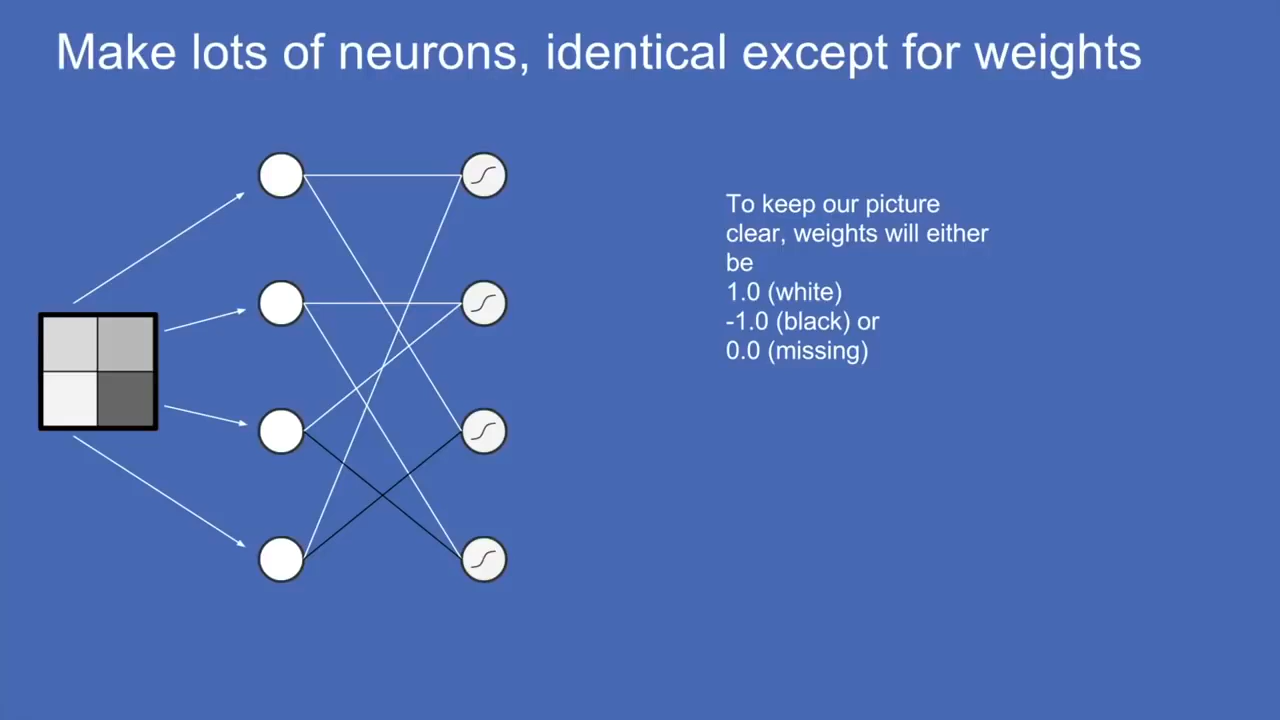 Make lots of neurons, identical except for weights
To keep our picture
clear, weights will either
be
1.0 (white)
-1.0 (black) or
0.0 (missing)